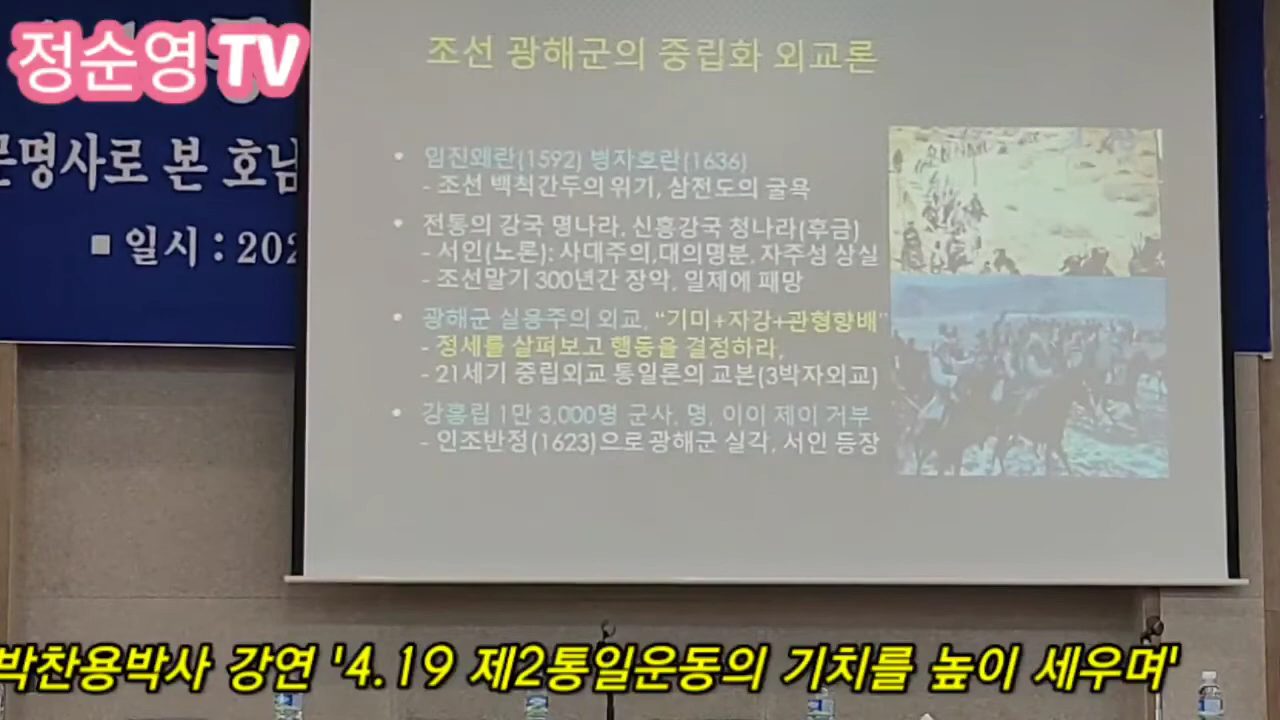 정순영 TV
문명사로 본 호남
■ 일시 : 202
조선 광해군의 중립화 외교론
• 임진왜란(1592) 병자호란(1636)
- 조선 백척간두의 위기, 삼전도의 굴욕
• 전통의 강국 명나라, 신흥강국 청나라(후금)
- 서인(노론): 사대주의,대의명분, 자주성 상실
- 조선말기 300년간 장악, 일제에 패망
• 광해군 실용주의 외교, "기미+자강+관형향배"
- 정세를 살펴보고 행동을 결정하라,
- 21세기 중립외교 통일론의 교본(3박자외교)
• 강홍립 1만 3,000명 군사, 명, 이이 제이 거부
- 인조반정(1623)으로 광해군 실각, 서인 등장
박찬용박사 강연 '4.19 제2통일운동의 기치를 높이 세우며'